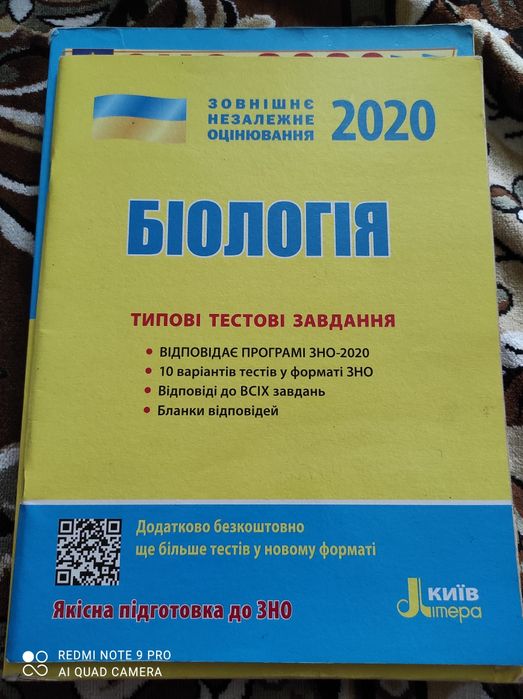 ЗОВНІШНЄ
НЕЗАЛЕЖНЕ
ОЦІНЮВАННЯ 2020
БІОЛОГІЯ
ТИПОВІ ТЕСТОВІ ЗАВДАННЯ
• ВІДПОВІДАЄ ПРОГРАМІ ЗНО-2020
• 10 варіантів тестів у форматі ЗНО
• Відповіді до ВСІХ завдань
• Бланки відповідей
Додатково безкоштовно
ще більше тестів у новому форматі
Якісна підготовка до ЗНО
КИЇВ
Літера
REDMI NOTE 9 PRO
AI QUAD CAMERA